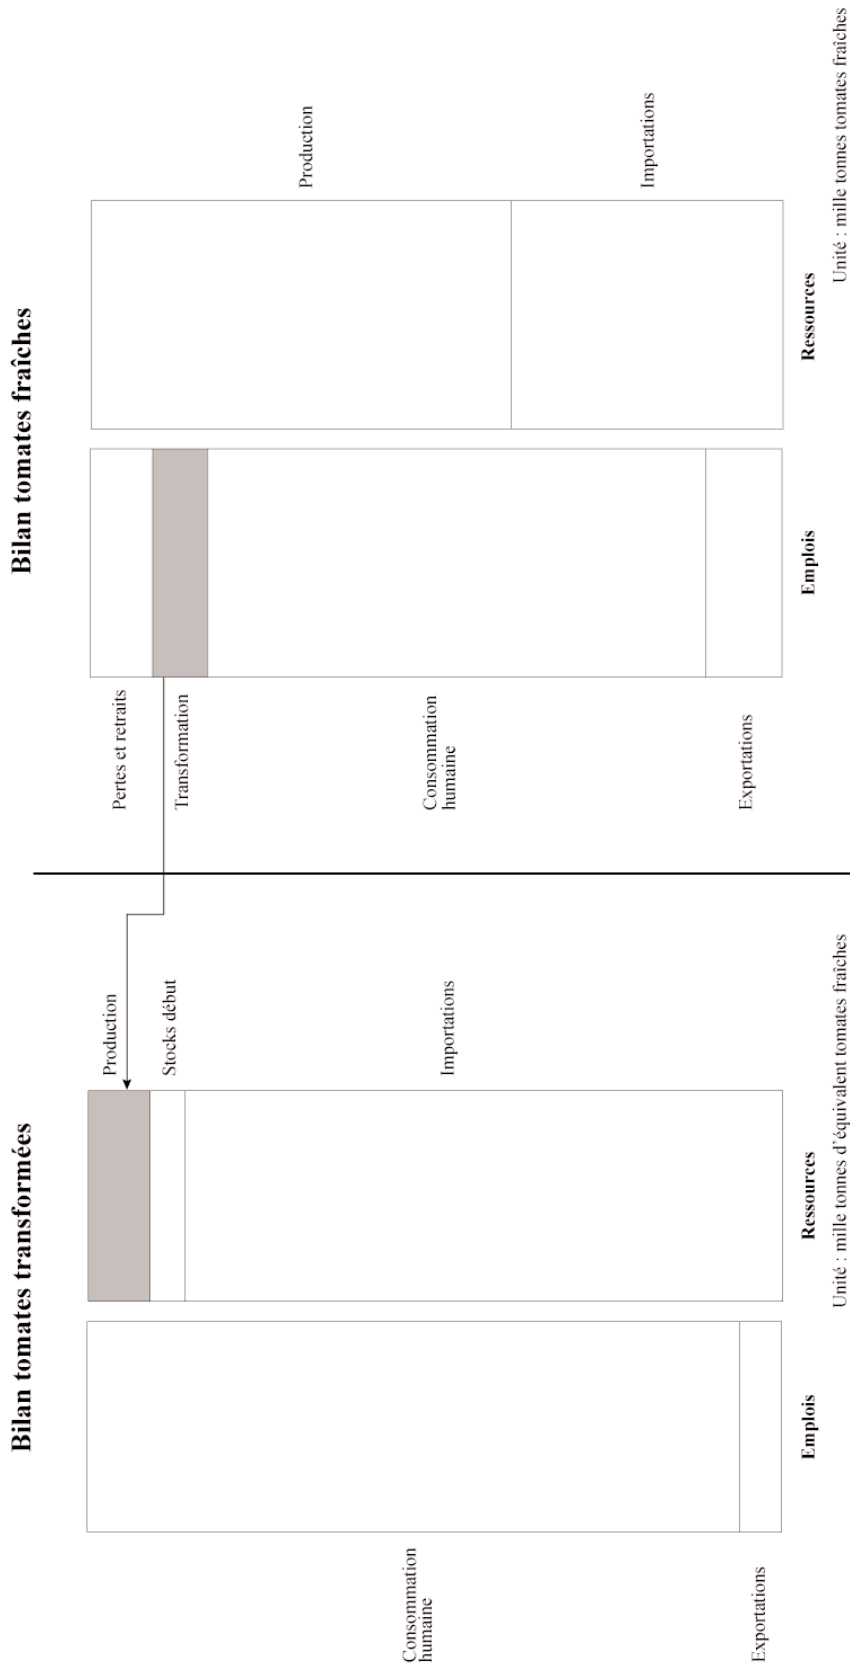 Bilan tomates transformées
Consommation
humaine
Exportations
Emplois
Production
Stocks début
Importations
Ressources
Unité : mille tonnes d'équivalent tomates fraîches
Bilan tomates fraîches
Pertes et retraits
Transformation
Consommation
humaine
Exportations
Emplois
Production
Importations
Ressources
Unité : mille tonnes tomates fraîches